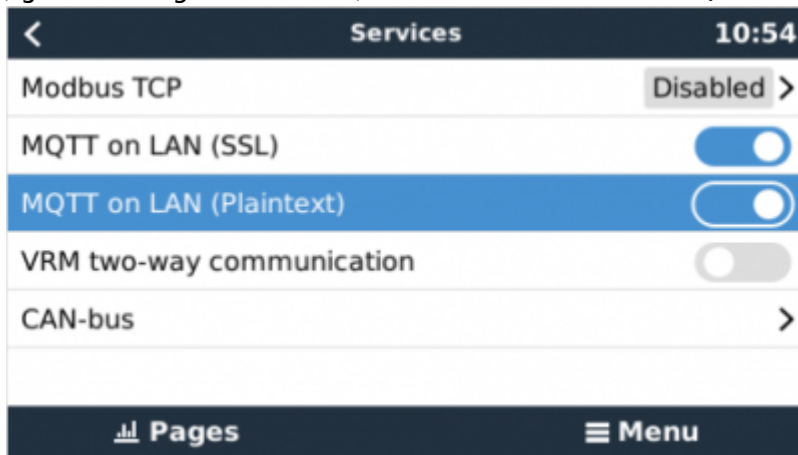 Services 10:54
Modbus TCP Disabled
MQTT on LAN (SSL)
MQTT on LAN (Plaintext)
VRM two-way communication
CAN-bus
Pages Menu